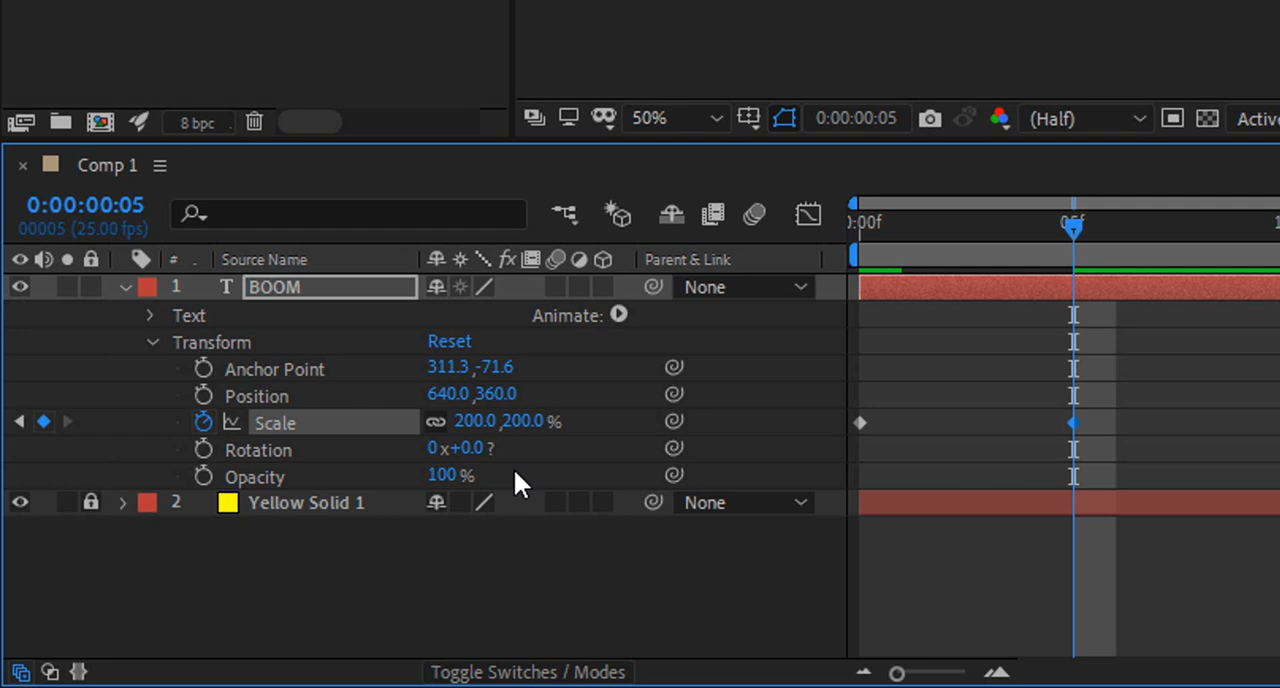 8 bpc
50%
0:00:00:05
(Half)
Comp 1
0:00:00:05
00005 (25.00 fps)
:00f
05f
# . Source Name
fx
Parent & Link
1 T BOOM
None
Text
Animate:
Transform
Reset
Anchor Point
311.3,-71.6
Position
640.0,360.0
Scale
200.0,200.0 %
Rotation
0 x+0.0 ?
Opacity
100 %
2 Yellow Solid 1
None
Toggle Switches / Modes